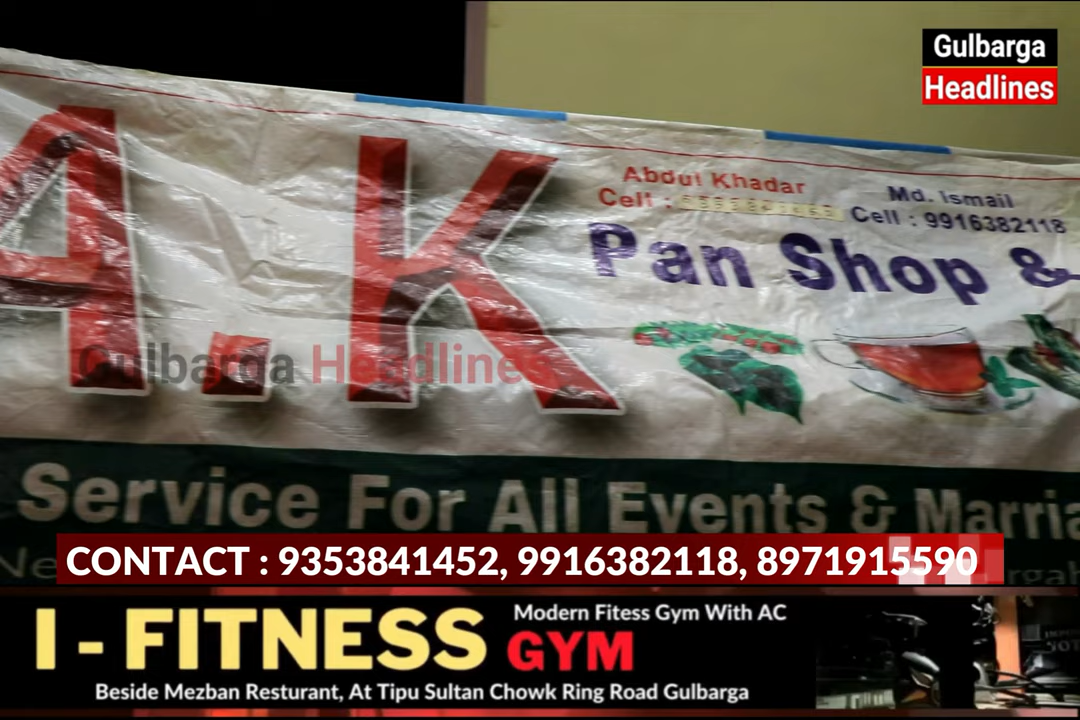 Gulbarga
Headlines
A.K
Abdul Khadar
Cell :
Md. Ismail
Cell : 9916382118
Pan Shop &
Gulbarga Headlines
Service For All Events & Marria
CONTACT : 9353841452, 9916382118, 8971915590
I - FITNESS
Modern Fitess Gym With AC
GYM
Beside Mezban Resturant, At Tipu Sultan Chowk Ring Road Gulbarga